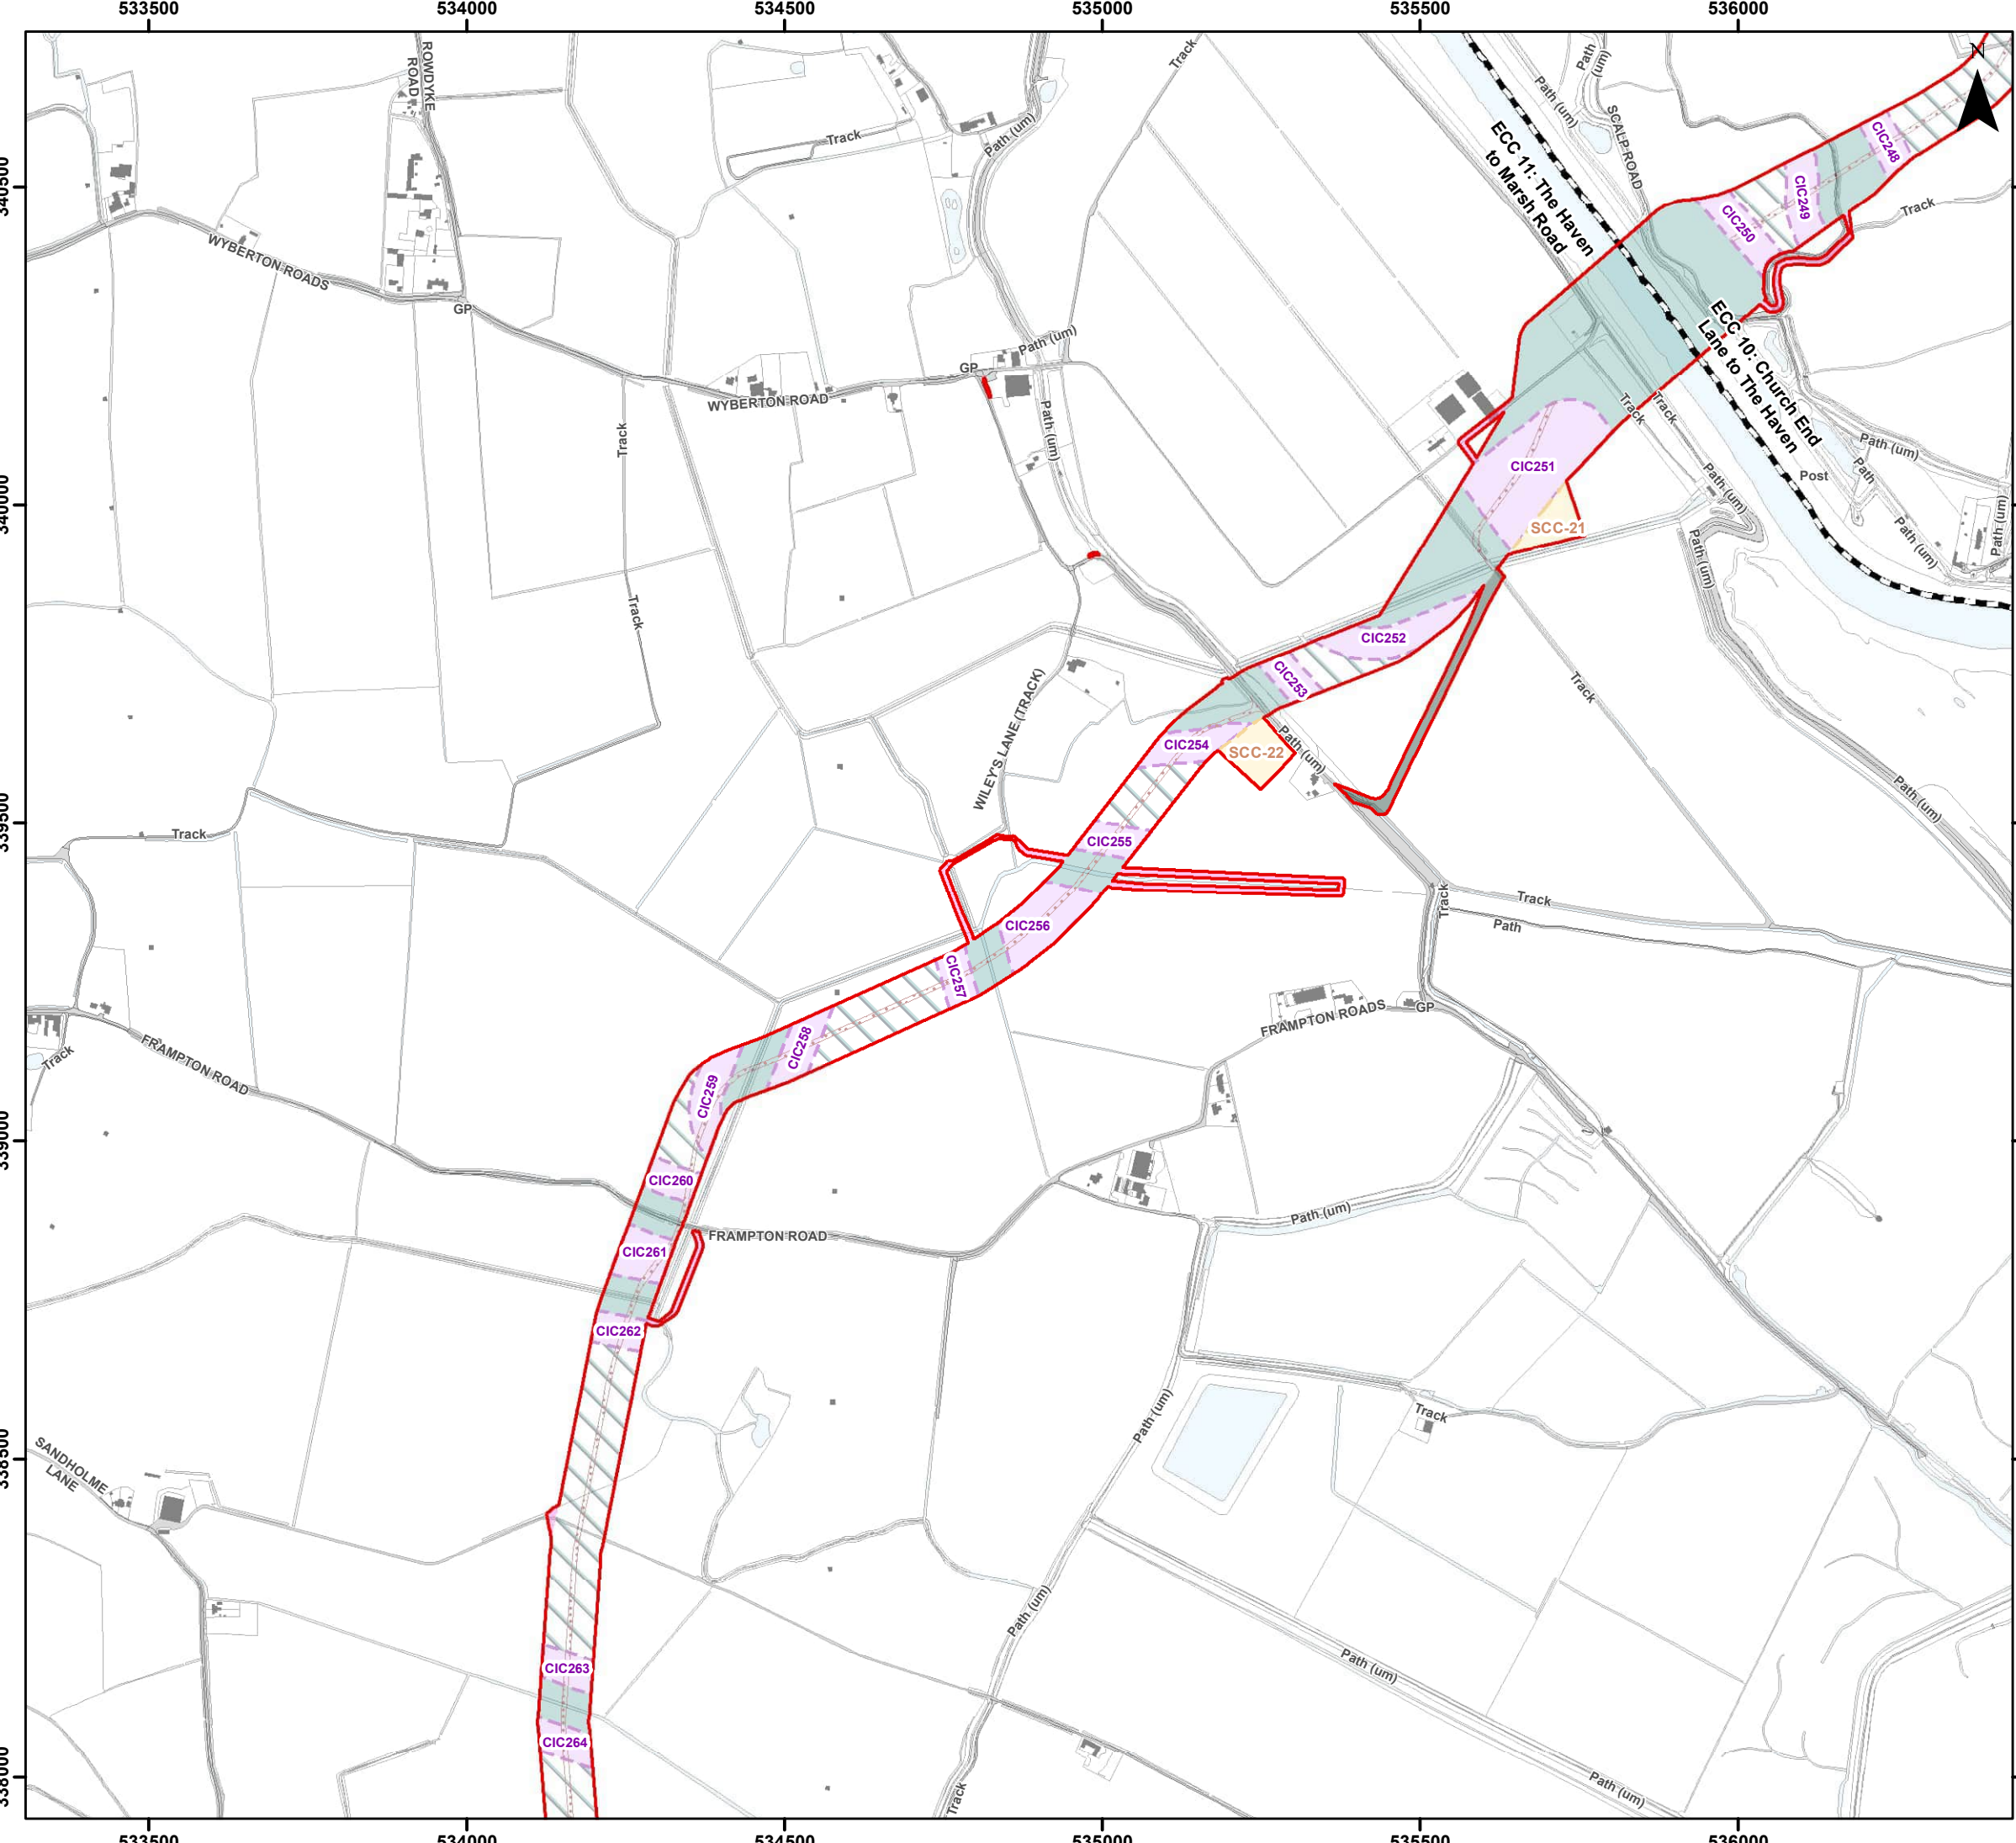 533500
534000
534500
535000
535500
536000
340500
340000
339500
339000
338500
338000
N
ROWDYKE
ROAD
Track
Path (um)
Track
Path
(um)
Path (um)
SCALP ROAD
CIC248
CIC249
CIC250
Track
ECC 11: The Haven
to Marsh Road
WYBERTON ROADS
GP
Path (um)
GP
WYBERTON ROAD
Path (um)
Track
ECC 10: Church End
Lane to The Haven
Track
Track
Path (um)
Path
Post
Path (um)
Path (um)
Path (um)
Path (um)
CIC251
SCC-21
Track
CIC252
CIC253
Track
WILEY'S LANE (TRACK)
CIC254
SCC-22
Path (um)
Path (um)
Track
CIC255
Track
Track
Path
CIC256
CIC257
FRAMPTON ROADS
GP
CIC258
Track
FRAMPTON ROAD
CIC259
CIC260
FRAMPTON ROAD
Path (um)
CIC261
CIC262
Path (um)
Track
SANDHOLME
LANE
Path (um)
CIC263
Path (um)
CIC264
Track
Path (um)
533500
534000
534500
535000
535500
536000